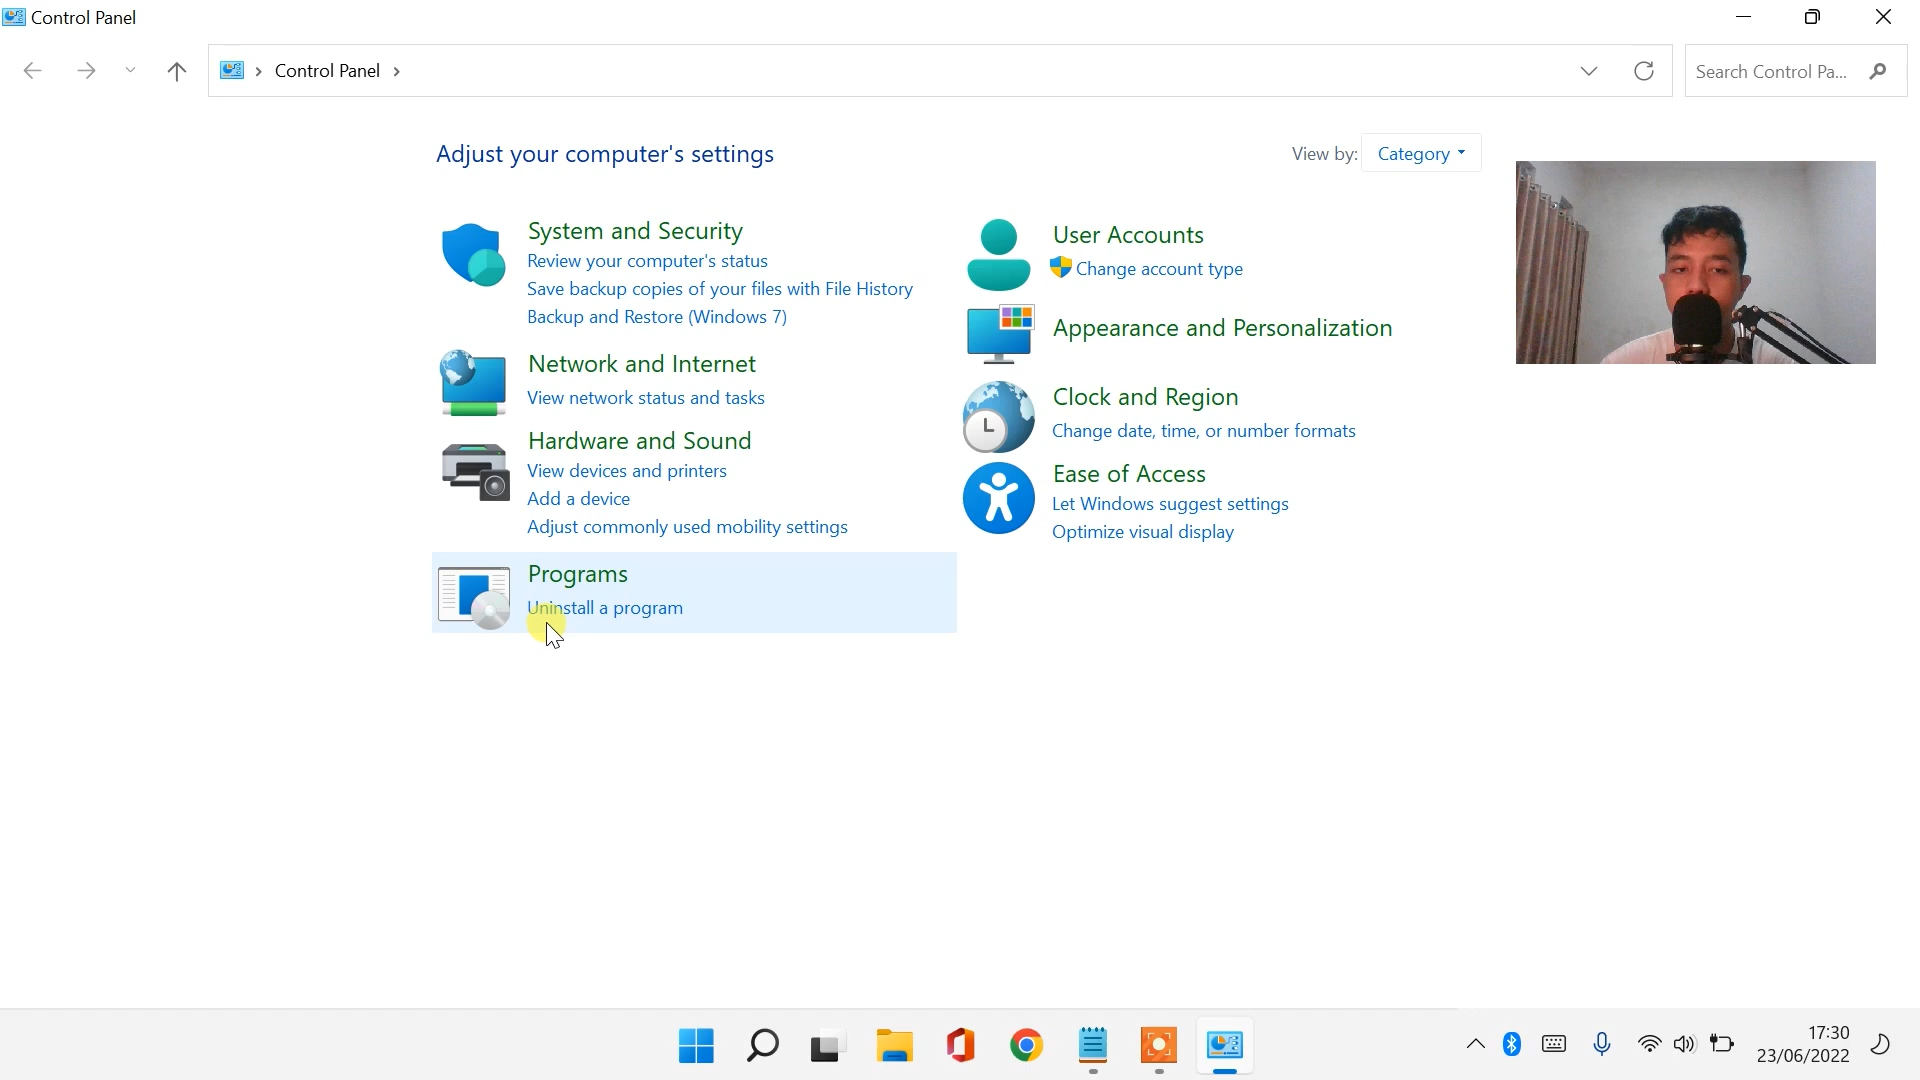 Control Panel
Control Panel
Search Control Pa...
Adjust your computer's settings
View by: Category
System and Security
Review your computer's status
Save backup copies of your files with File History
Backup and Restore (Windows 7)
Network and Internet
View network status and tasks
Hardware and Sound
View devices and printers
Add a device
Adjust commonly used mobility settings
Programs
Uninstall a program
User Accounts
Change account type
Appearance and Personalization
Clock and Region
Change date, time, or number formats
Ease of Access
Let Windows suggest settings
Optimize visual display
17:30
23/06/2022